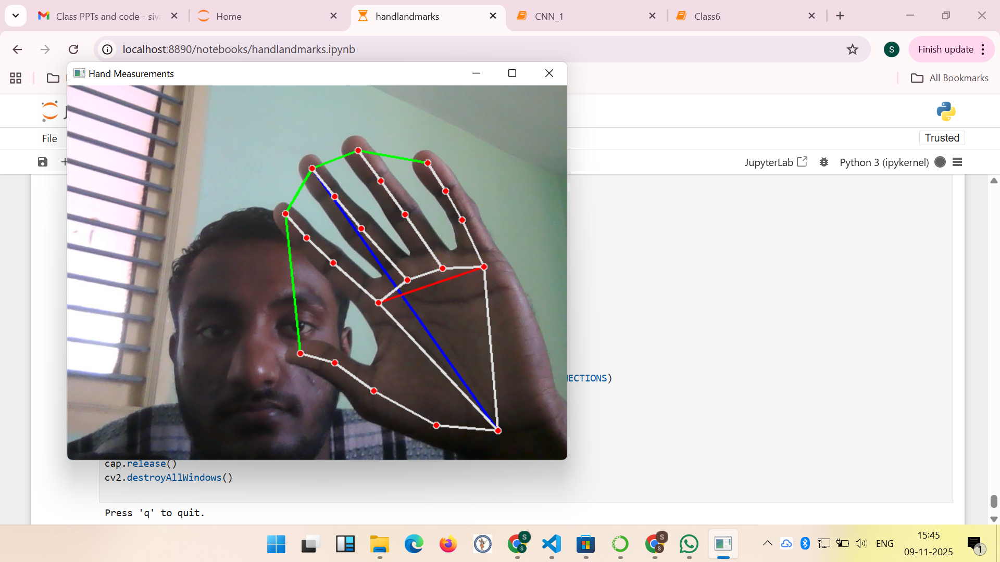 Class PPTs and code - siv
Home
handlandmarks
CNN_1
Class6
localhost:8890/notebooks/handlandmarks.ipynb
S
Finish update
All Bookmarks
Hand Measurements
File
Trusted
JupyterLab
Python 3 (ipykernel)
ECTIONS)
cap.release()
cv2.destroyAllWindows()
Press 'q' to quit.
S
S
S
S
ENG
15:45
09-11-2025
1